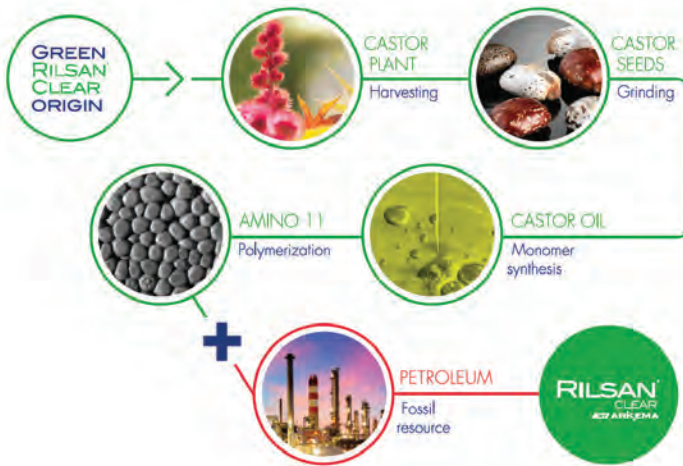 GREEN
RILSAN®
CLEAR
ORIGIN
CASTOR
PLANT
Harvesting
CASTOR
SEEDS
Grinding
AMINO 11
Polymerization
CASTOR OIL
Monomer
synthesis
PETROLEUM
Fossil
resource
RILSAN®
CLEAR
ARKEMA